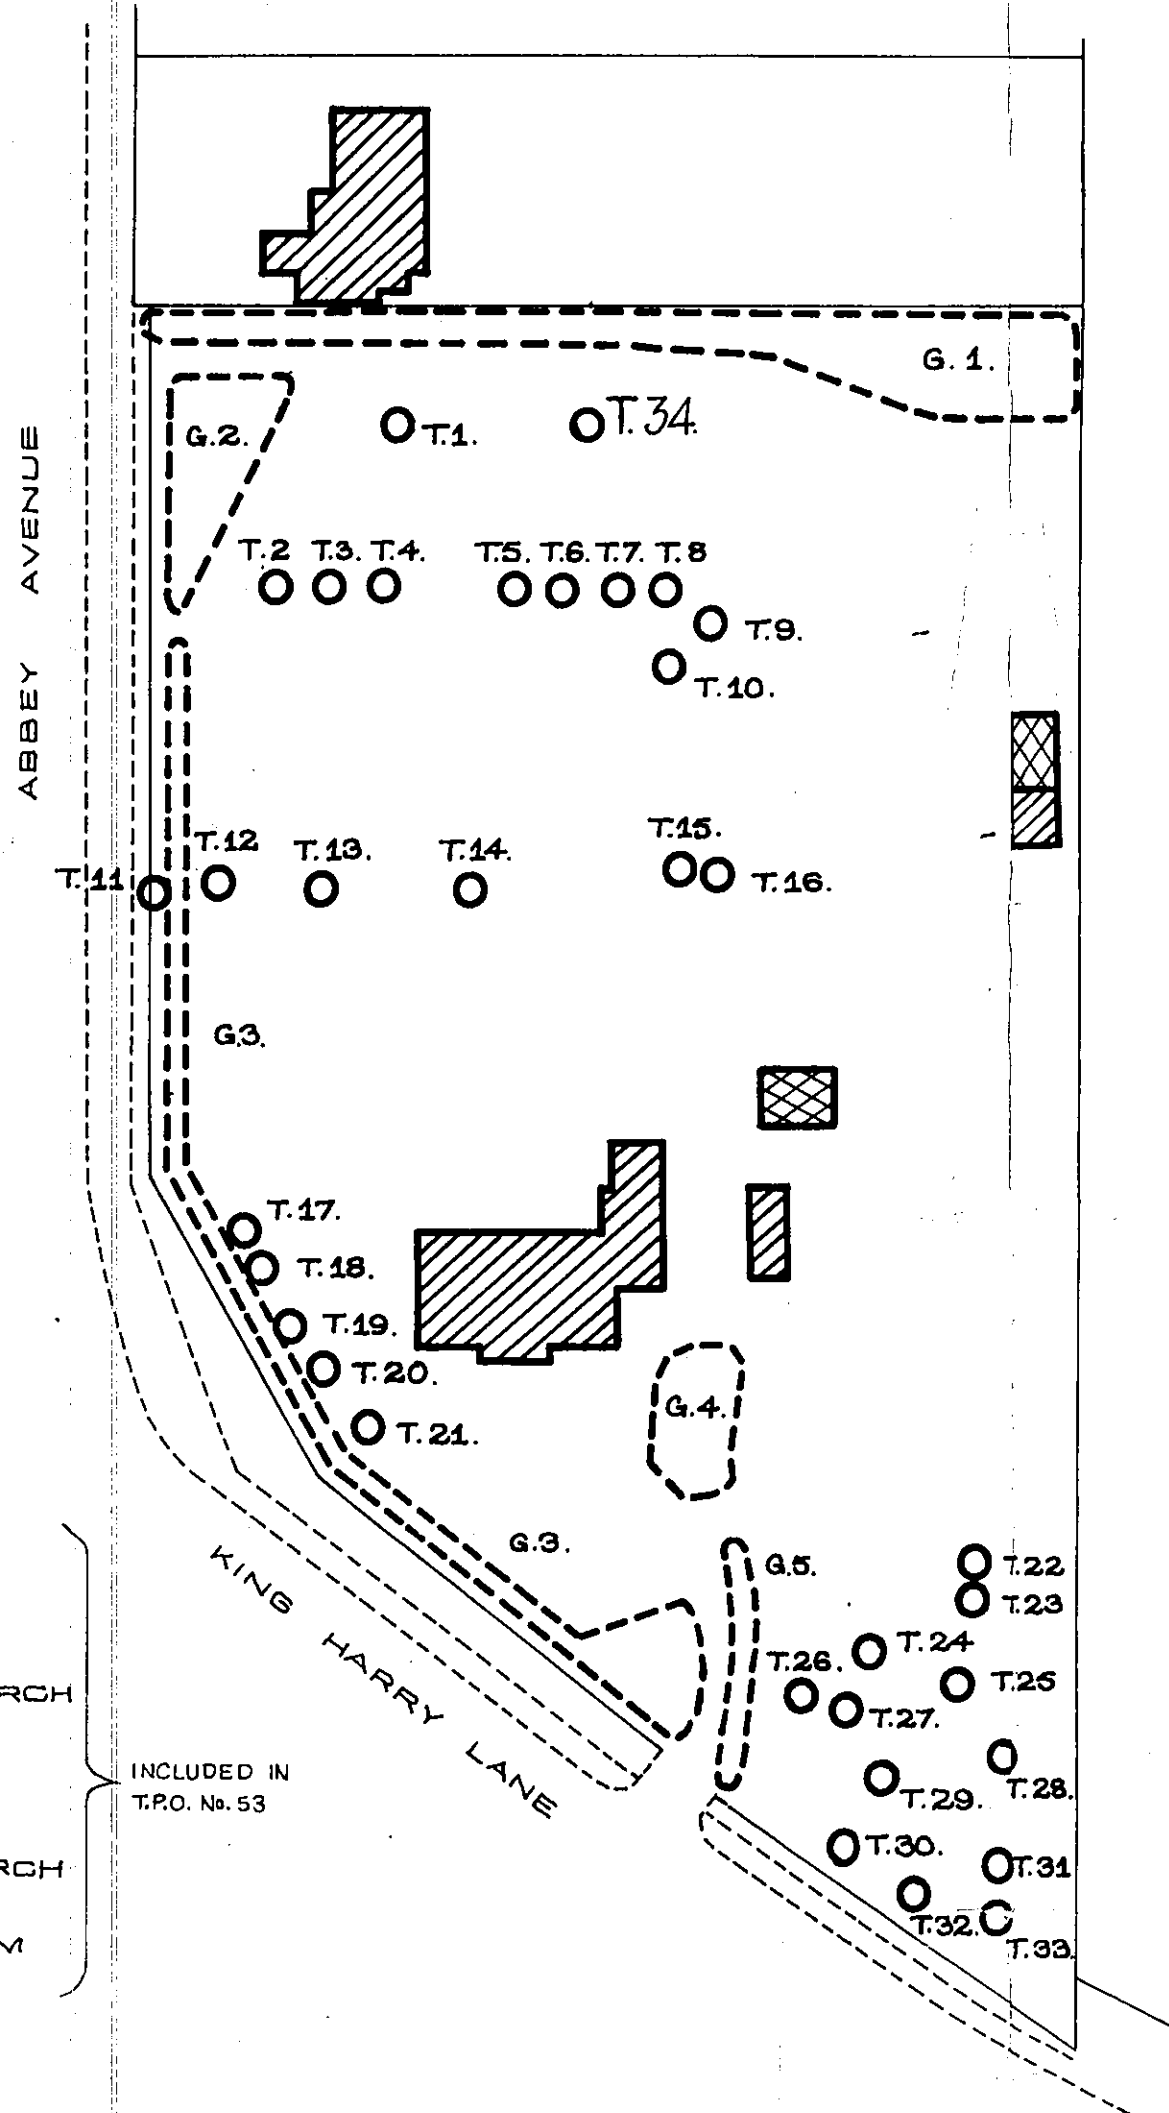 G. 1.
T.34.
G.2.
T.1.
ABBEY AVENUE
T.2 T.3. T.4. T.5. T.6. T.7. T.8
T.9.
T.10.
T.15.
T.12 T.13. T.14.
T.11 T.16.
G.3.
T.17.
T.18.
T.19.
T.20.
G.4.
T.21.
G.3.
G.5. T.22
T.23
T.24
T.26.
T.25
T.27.
KING HARRY LANE
RCH
INCLUDED IN
T.P.O. No. 53
T.28.
T.29.
T.30.
RCH
T.31
T.32.
M
T.33.